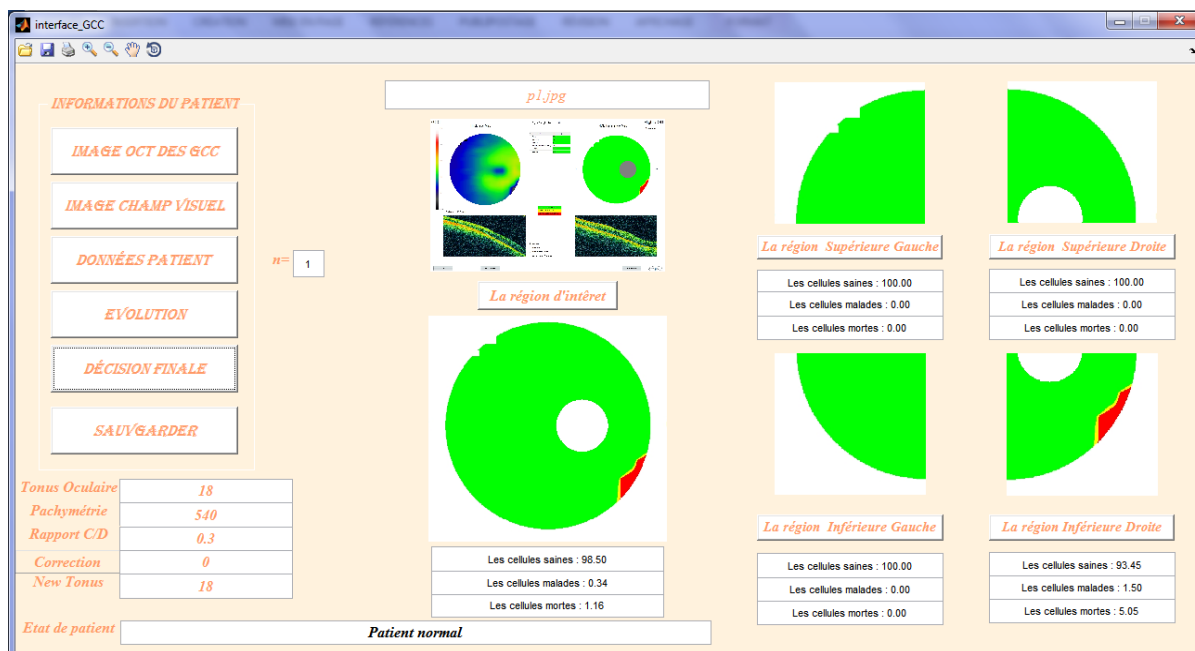 interface_GCC
INFORMATIONS DU PATIENT
IMAGE OCT DES GCC
IMAGE CHAMP VISUEL
DONNÉES PATIENT
EVOLUTION
DÉCISION FINALE
SAUVGARDER
n= 1
Tonus Oculaire 18
Pachymétrie 540
Rapport C/D 0.3
Correction 0
New Tonus 18
Etat de patient Patient normal
p1.jpg
La région d'intêret
Les cellules saines : 98.50
Les cellules malades : 0.34
Les cellules mortes : 1.16
La région Supérieure Gauche
Les cellules saines : 100.00
Les cellules malades : 0.00
Les cellules mortes : 0.00
La région Supérieure Droite
Les cellules saines : 100.00
Les cellules malades : 0.00
Les cellules mortes : 0.00
La région Inférieure Gauche
Les cellules saines : 100.00
Les cellules malades : 0.00
Les cellules mortes : 0.00
La région Inférieure Droite
Les cellules saines : 93.45
Les cellules malades : 1.50
Les cellules mortes : 5.05